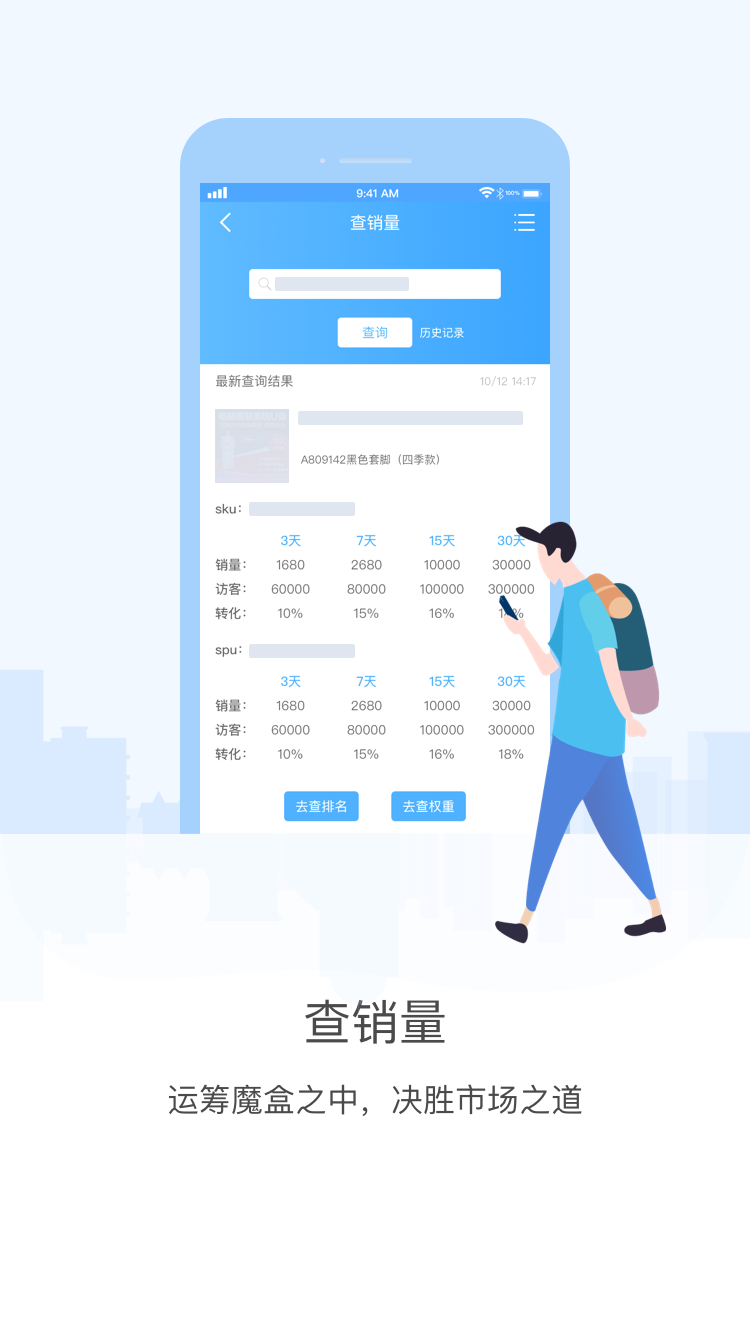 9:41 AM
100%
查销量
查询
历史记录
最新查询结果
10/12 14:17
A809142黑色套脚（四季款）
sku：
3天 7天 15天 30天
销量： 1680 2680 10000 30000
访客： 60000 80000 100000 300000
转化： 10% 15% 16%
spu：
3天 7天 15天 30天
销量： 1680 2680 10000 30000
访客： 60000 80000 100000 300000
转化： 10% 15% 16% 18%
去查排名 去查权重
查销量
运筹魔盒之中，决胜市场之道